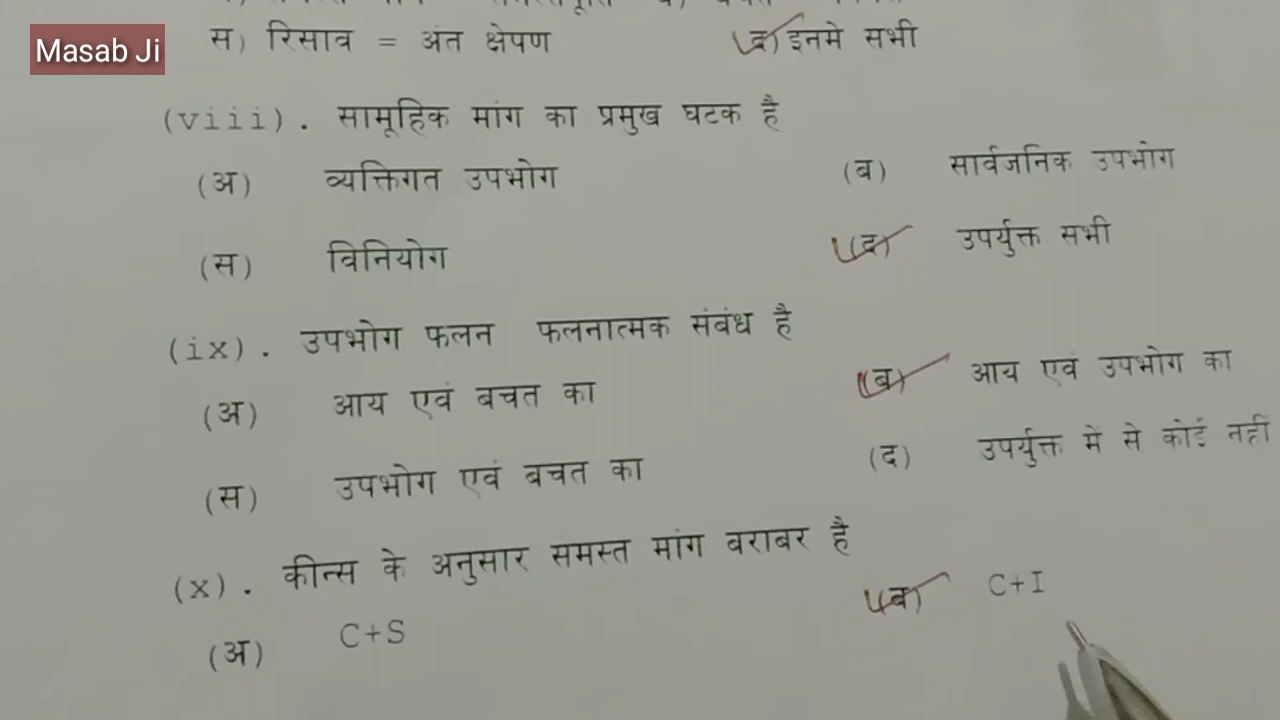 Masab Ji
स) रिसाव = अंत क्षेपण (द) इनमे सभी
(viii). सामूहिक मांग का प्रमुख घटक है
(अ) व्यक्तिगत उपभोग (ब) सार्वजनिक उपभोग
(स) विनियोग (द) उपर्युक्त सभी
(ix). उपभोग फलन फलनात्मक संबंध है
(अ) आय एवं बचत का (ब) आय एवं उपभोग का
(स) उपभोग एवं बचत का (द) उपर्युक्त में से कोई नहीं
(x). कीन्स के अनुसार समस्त मांग बराबर है
(अ) C+S (ब) C+I